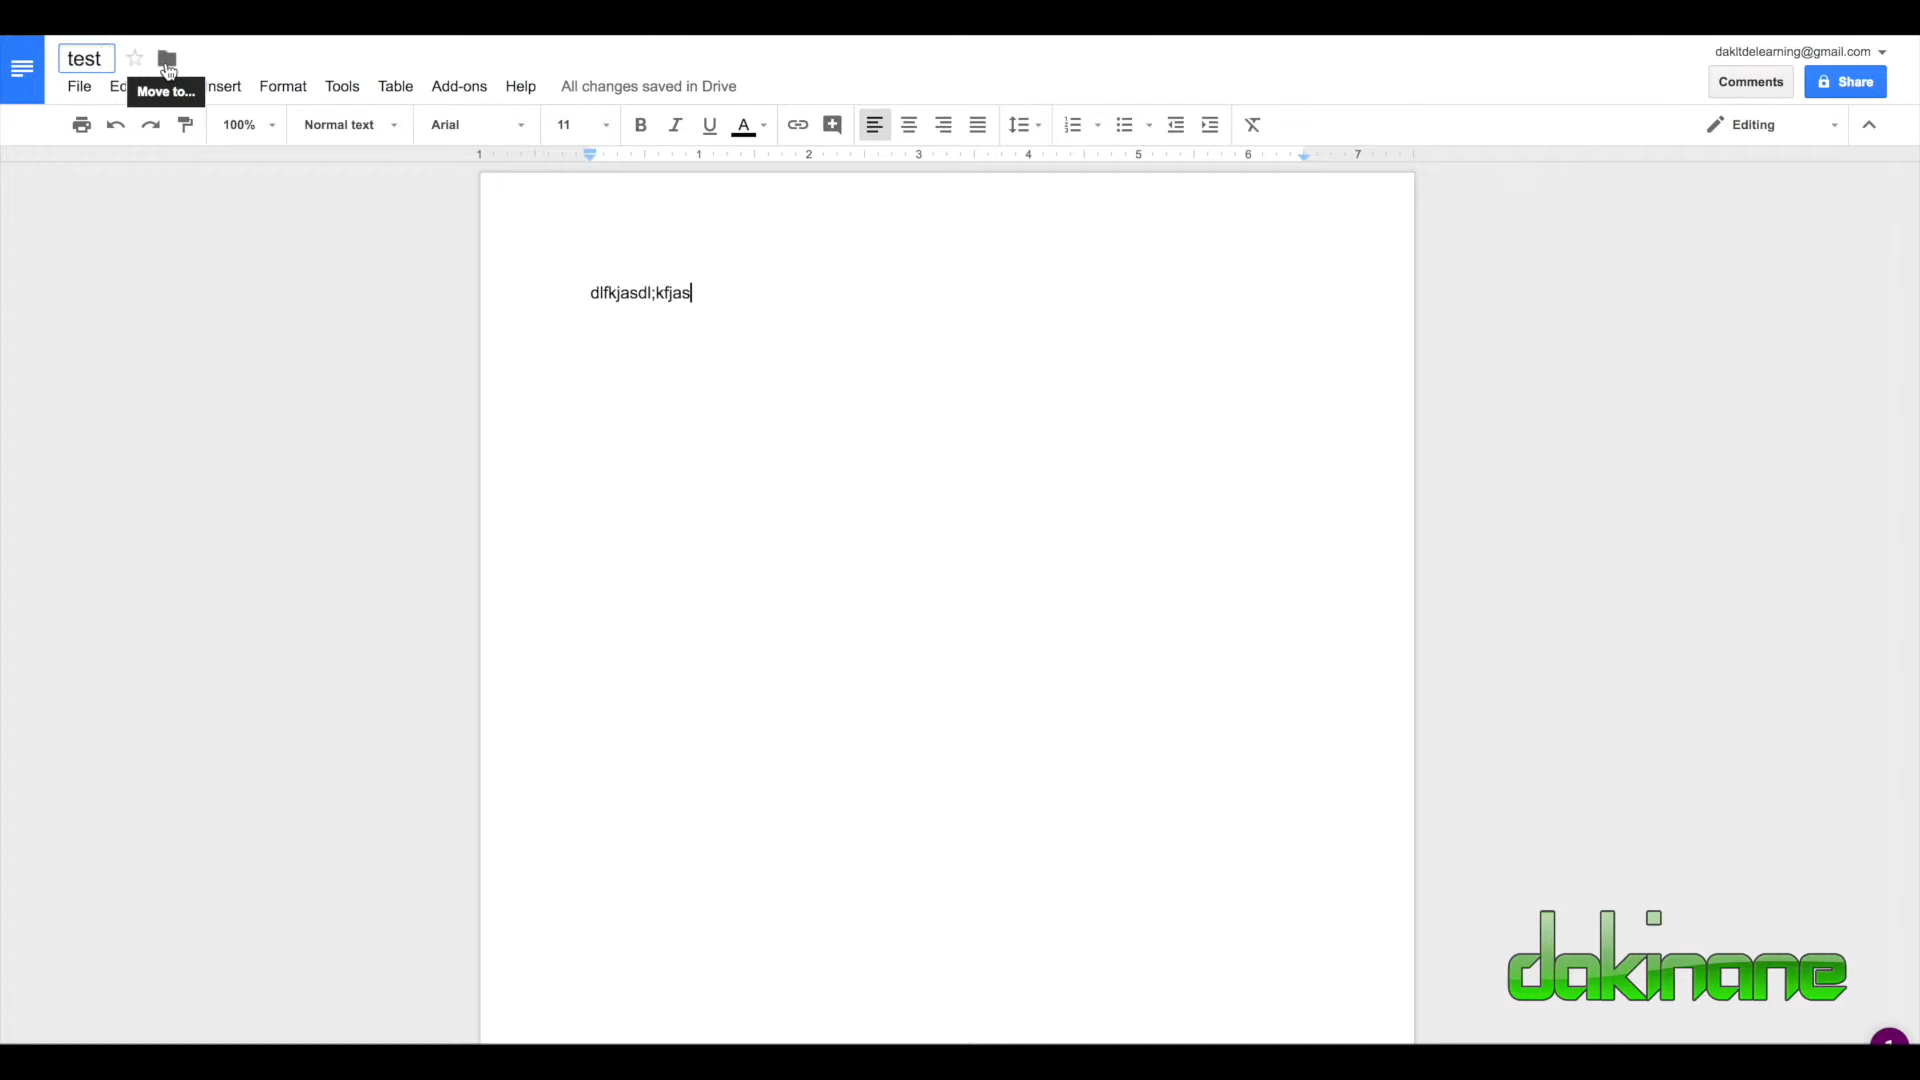 test
dakltdelearning@gmail.com
File Ed nsert Format Tools Table Add-ons Help All changes saved in Drive
Move to...
Comments Share
100% Normal text Arial 11 B I U A Editing
1 1 2 3 4 5 6 7
dlfkjasdl;kfjas
dakinane